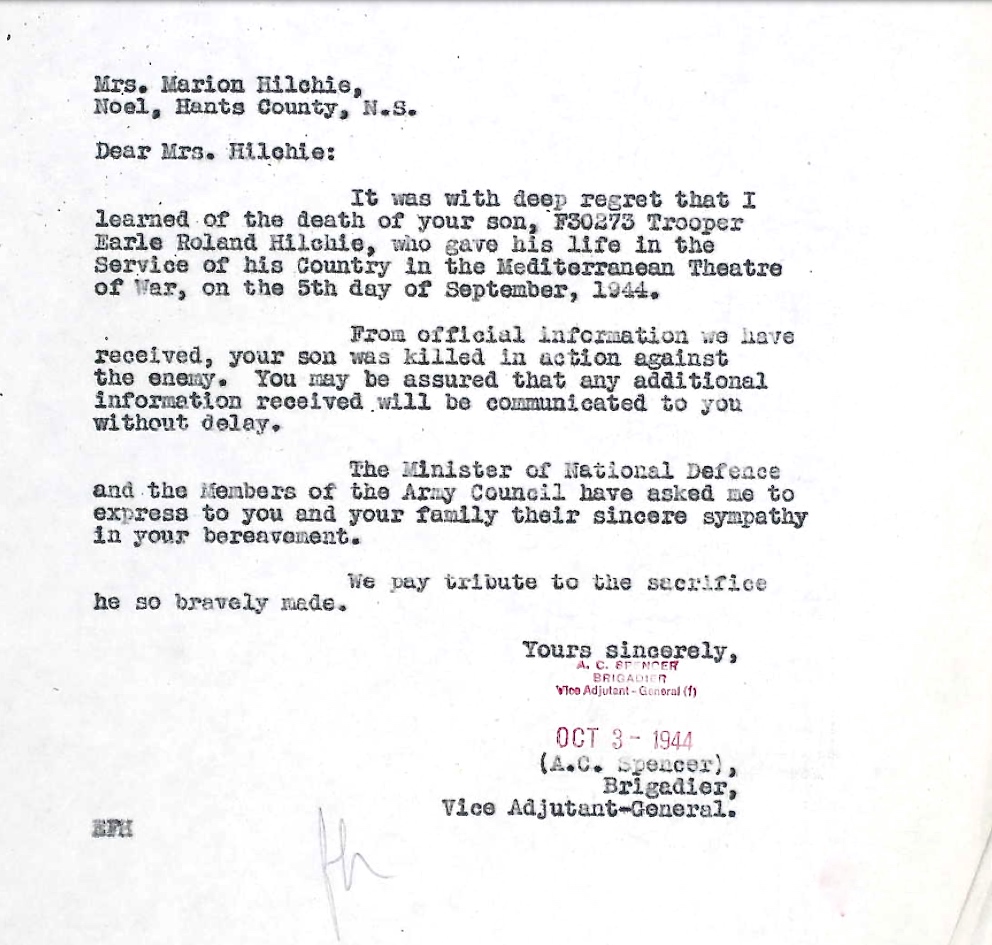 Mrs. Marion Hilchie,
Noel, Hants County, N.S.
Dear Mrs. Hilchie:
It was with deep regret that I
learned of the death of your son, F30273 Trooper
Earle Roland Hilchie, who gave his life in the
Service of his Country in the Mediterranean Theatre
of War, on the 5th day of September, 1944.
From official information we have
received, your son was killed in action against
the enemy. You may be assured that any additional
information received will be communicated to you
without delay.
The Minister of National Defence
and the Members of the Army Council have asked me to
express to you and your family their sincere sympathy
in your bereavement.
We pay tribute to the sacrifice
he so bravely made.
Yours sincerely,
A. C. SPENCER
BRIGADIER
Vice Adjutant-General (f)
OCT 3 - 1944
(A.C. Spencer),
Brigadier,
Vice Adjutant-General.